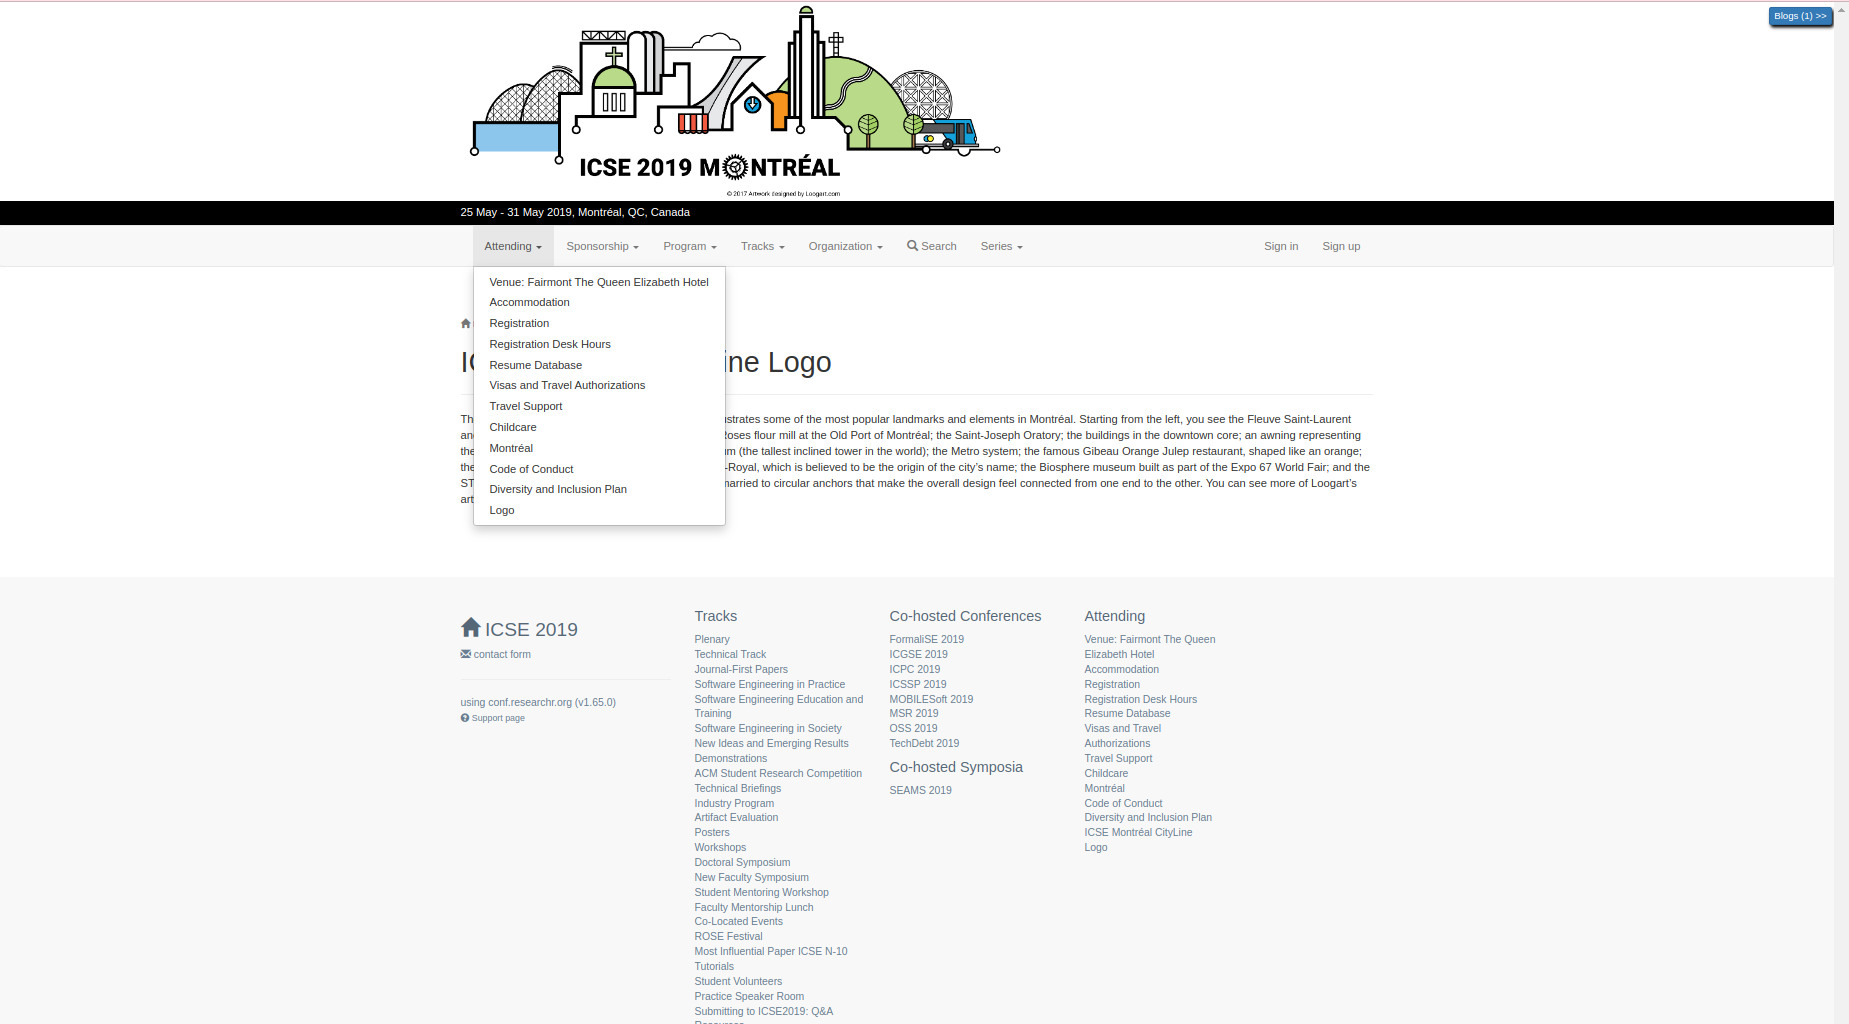 Blogs (1) >>
ICSE 2019 MONTRÉAL
© 2017 Artwork designed by Loogart.com
25 May - 31 May 2019, Montréal, QC, Canada
Attending Sponsorship Program Tracks Organization Search Series Sign in Sign up
Venue: Fairmont The Queen Elizabeth Hotel
Accommodation
Registration
Registration Desk Hours
Resume Database
Visas and Travel Authorizations
Travel Support
Childcare
Montréal
Code of Conduct
Diversity and Inclusion Plan
Logo
ine Logo
ustrates some of the most popular landmarks and elements in Montréal. Starting from the left, you see the Fleuve Saint-Laurent
Roses flour mill at the Old Port of Montréal; the Saint-Joseph Oratory; the buildings in the downtown core; an awning representing
um (the tallest inclined tower in the world); the Metro system; the famous Gibeau Orange Julep restaurant, shaped like an orange;
-Royal, which is believed to be the origin of the city's name; the Biosphere museum built as part of the Expo 67 World Fair; and the
married to circular anchors that make the overall design feel connected from one end to the other. You can see more of Loogart's
ICSE 2019
contact form
using conf.researchr.org (v1.65.0)
Support page
Tracks
Plenary
Technical Track
Journal-First Papers
Software Engineering in Practice
Software Engineering Education and
Training
Software Engineering in Society
New Ideas and Emerging Results
Demonstrations
ACM Student Research Competition
Technical Briefings
Industry Program
Artifact Evaluation
Posters
Workshops
Doctoral Symposium
New Faculty Symposium
Student Mentoring Workshop
Faculty Mentorship Lunch
Co-Located Events
ROSE Festival
Most Influential Paper ICSE N-10
Tutorials
Student Volunteers
Practice Speaker Room
Submitting to ICSE2019: Q&A
Co-hosted Conferences
FormaliSE 2019
ICGSE 2019
ICPC 2019
ICSSP 2019
MOBILESoft 2019
MSR 2019
OSS 2019
TechDebt 2019
Co-hosted Symposia
SEAMS 2019
Attending
Venue: Fairmont The Queen
Elizabeth Hotel
Accommodation
Registration
Registration Desk Hours
Resume Database
Visas and Travel
Authorizations
Travel Support
Childcare
Montréal
Code of Conduct
Diversity and Inclusion Plan
ICSE Montréal CityLine
Logo